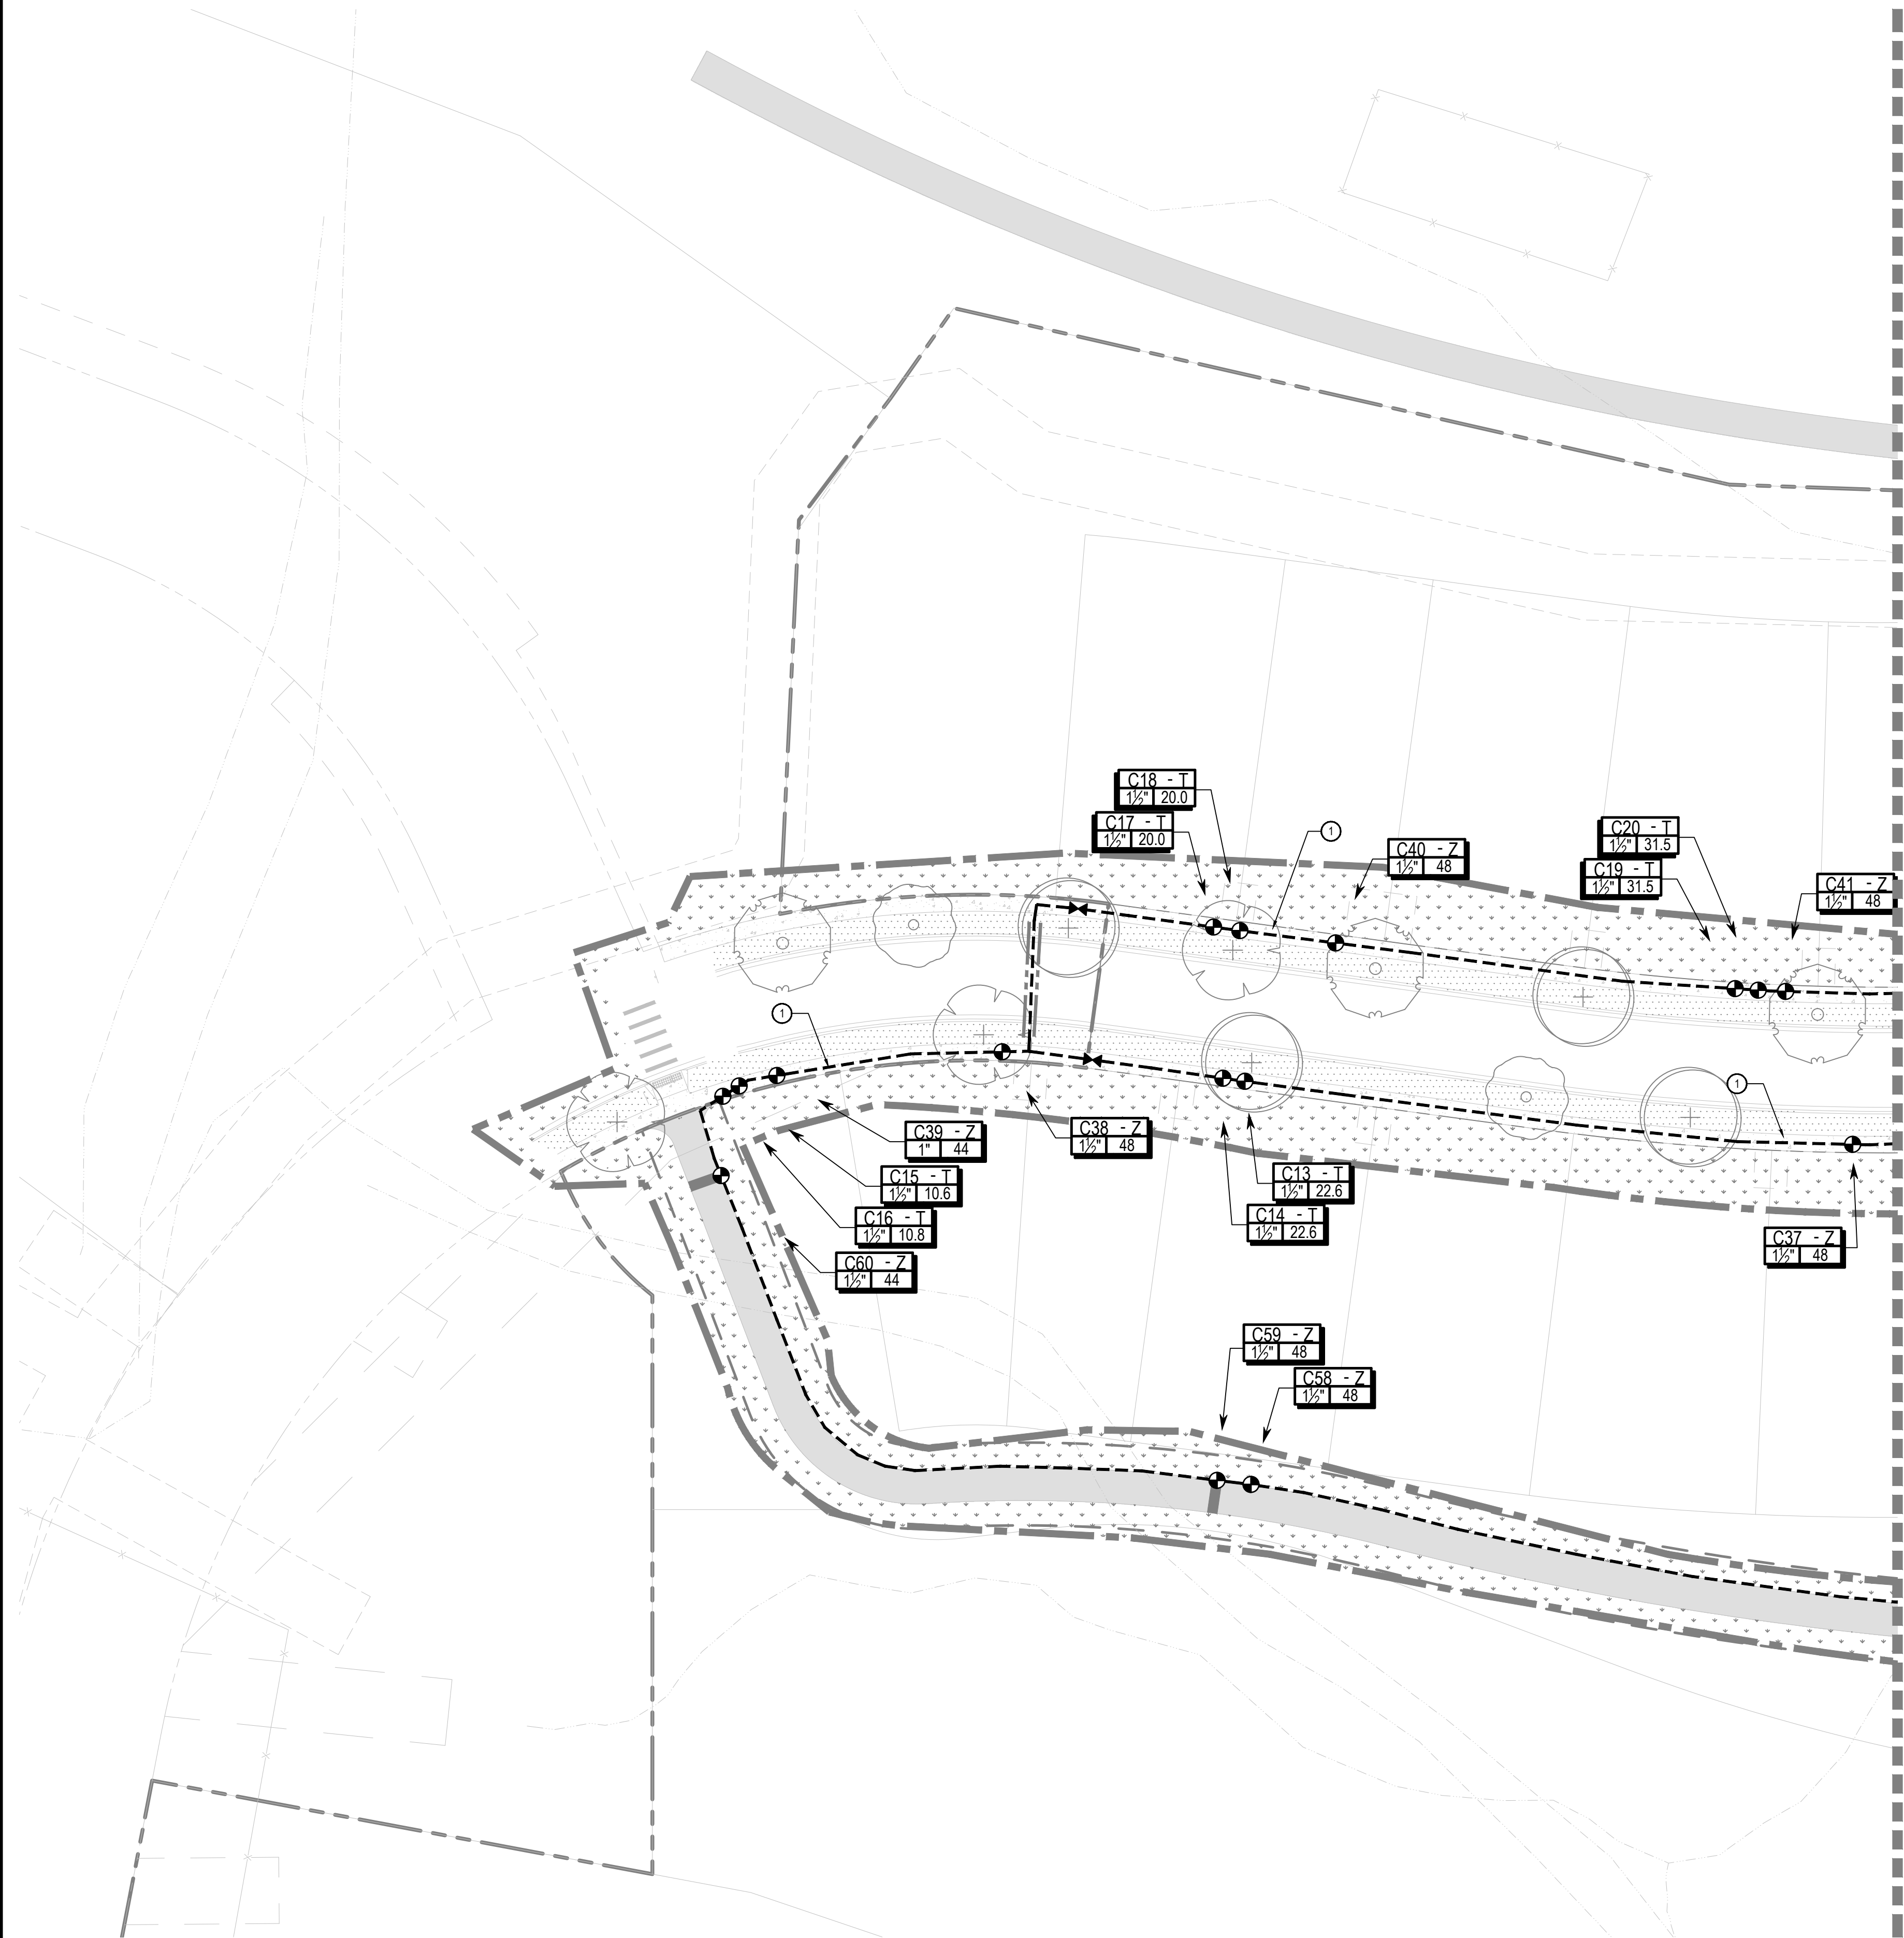 C18 - T
1½" 20.0
C17 - T
1½" 20.0
1
C40 - Z
1½" 48
C20 - T
1½" 31.5
C19 - T
1½" 31.5
C41 - Z
1½" 48
1
1
C39 - Z
1" 44
C38 - Z
1½" 48
C15 - T
1½" 10.6
C13 - T
1½" 22.6
C16 - T
1½" 10.8
C14 - T
1½" 22.6
C37 - Z
1½" 48
C60 - Z
1½" 44
C59 - Z
1½" 48
C58 - Z
1½" 48